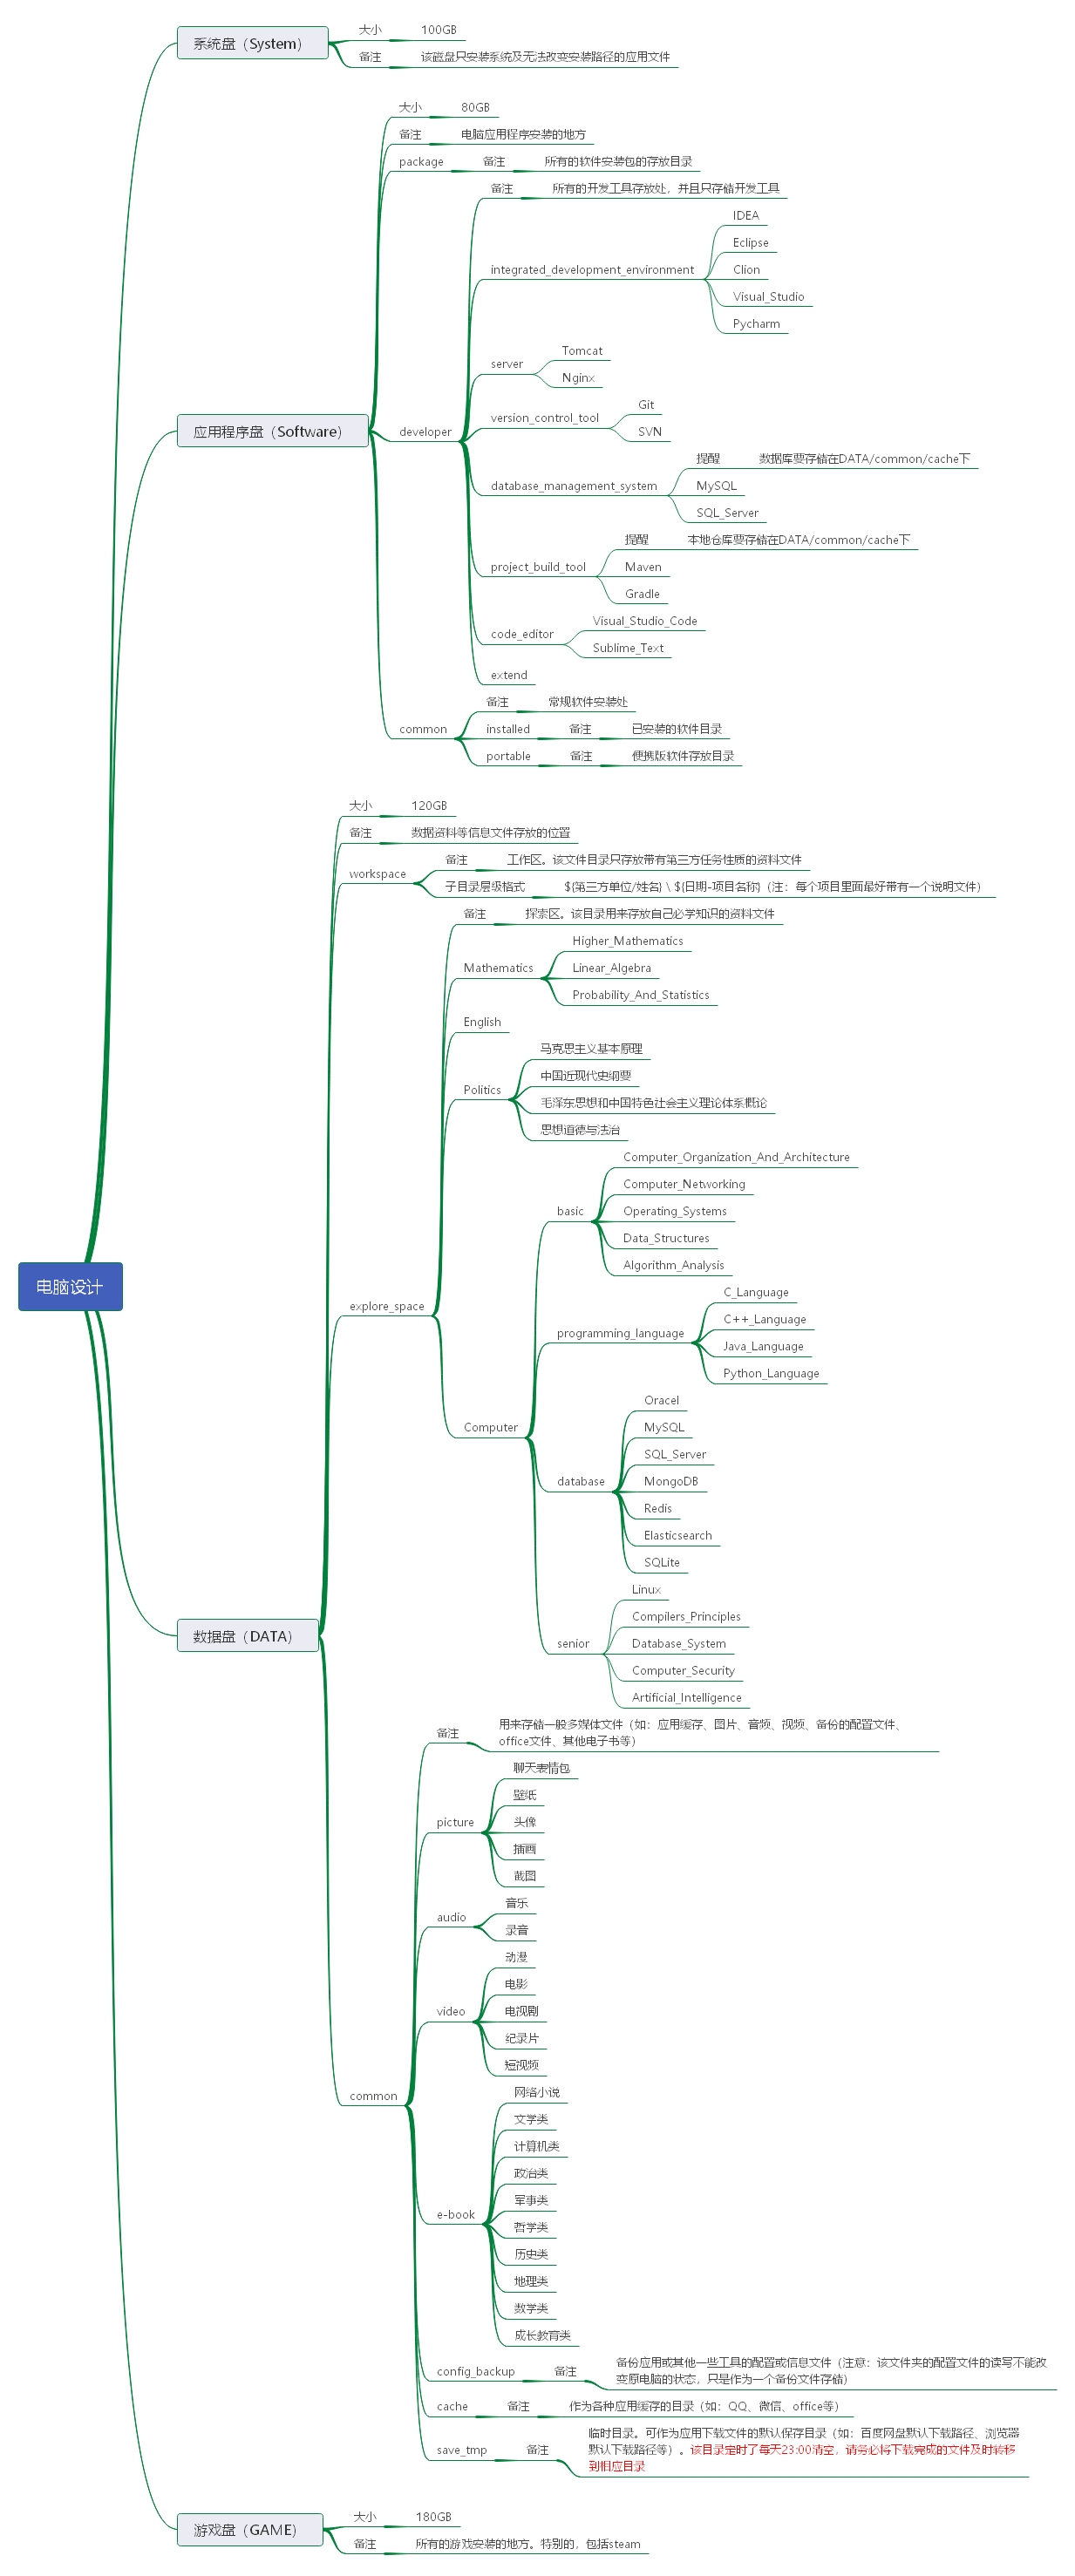 系统盘（System）
大小
100GB
备注
该磁盘只安装系统及无法改变安装路径的应用文件
大小
80GB
备注
电脑应用程序安装的地方
package
备注
所有的软件安装包的存放目录
备注
所有的开发工具存放处，并且只存储开发工具
IDEA
Eclipse
integrated_development_environment
Clion
Visual_Studio
Pycharm
Tomcat
server
Nginx
Git
version_control_tool
SVN
应用程序盘（Software）
developer
提醒
数据库要存储在DATA/common/cache下
database_management_system
MySQL
SQL_Server
提醒
本地仓库要存储在DATA/common/cache下
project_build_tool
Maven
Gradle
Visual_Studio_Code
code_editor
Sublime_Text
extend
备注
常规软件安装处
common
installed
备注
已安装的软件目录
portable
备注
便携版软件存放目录
大小
120GB
备注
数据资料等信息文件存放的位置
workspace
备注
工作区。该文件目录只存放带有第三方任务性质的资料文件
子目录层级格式
${第三方单位/姓名} \ ${日期-项目名称}（注：每个项目里面最好带有一个说明文件）
备注
探索区。该目录用来存放自己必学知识的资料文件
Higher_Mathematics
Mathematics
Linear_Algebra
Probability_And_Statistics
English
马克思主义基本原理
中国近现代史纲要
Politics
毛泽东思想和中国特色社会主义理论体系概论
思想道德与法治
Computer_Organization_And_Architecture
Computer_Networking
basic
Operating_Systems
Data_Structures
Algorithm_Analysis
电脑设计
explore_space
C_Language
C++_Language
programming_language
Java_Language
Python_Language
Computer
Oracel
MySQL
SQL_Server
database
MongoDB
Redis
Elasticsearch
SQLite
Linux
Compilers_Principles
senior
Database_System
Computer_Security
Artificial_Intelligence
数据盘（DATA）
备注
用来存储一般多媒体文件（如：应用缓存、图片、音频、视频、备份的配置文件、
office文件、其他电子书等）
聊天表情包
壁纸
picture
头像
插画
截图
audio
音乐
录音
动漫
电影
video
电视剧
纪录片
短视频
common
网络小说
文学类
计算机类
政治类
军事类
e-book
哲学类
历史类
地理类
数学类
成长教育类
config_backup
备注
备份应用或其他一些工具的配置或信息文件（注意：该文件夹的配置文件的读写不能改
变原电脑的状态，只是作为一个备份文件存储）
cache
备注
作为各种应用缓存的目录（如：QQ、微信、office等）
save_tmp
备注
临时目录。可作为应用下载文件的默认保存目录（如：百度网盘默认下载路径、浏览器
默认下载路径等）。该目录定时了每天23:00清空，请务必将下载完成的文件及时转移
到相应目录
游戏盘（GAME）
大小
180GB
备注
所有的游戏安装的地方。特别的，包括steam